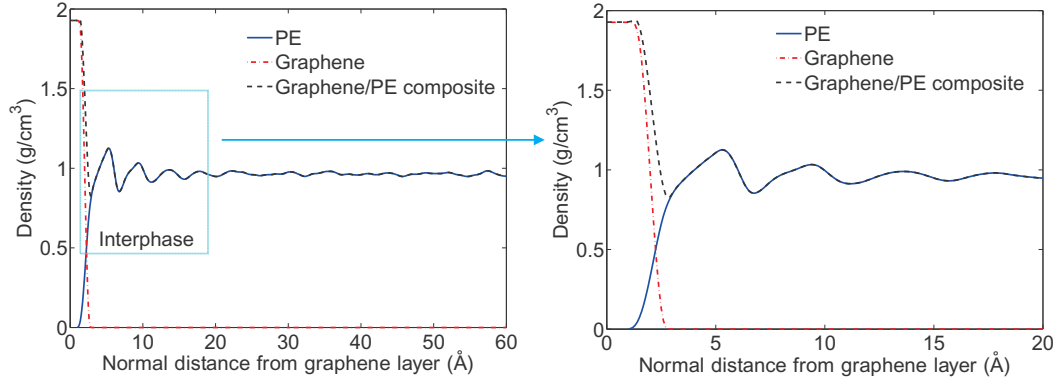 2
1.5
1
0.5
0
Density (g/cm3)
PE
Graphene
Graphene/PE composite
Interphase
0 10 20 30 40 50 60
Normal distance from graphene layer (Å)
2
1.5
1
0.5
0
Density (g/cm3)
PE
Graphene
Graphene/PE composite
0 5 10 15 20
Normal distance from graphene layer (Å)